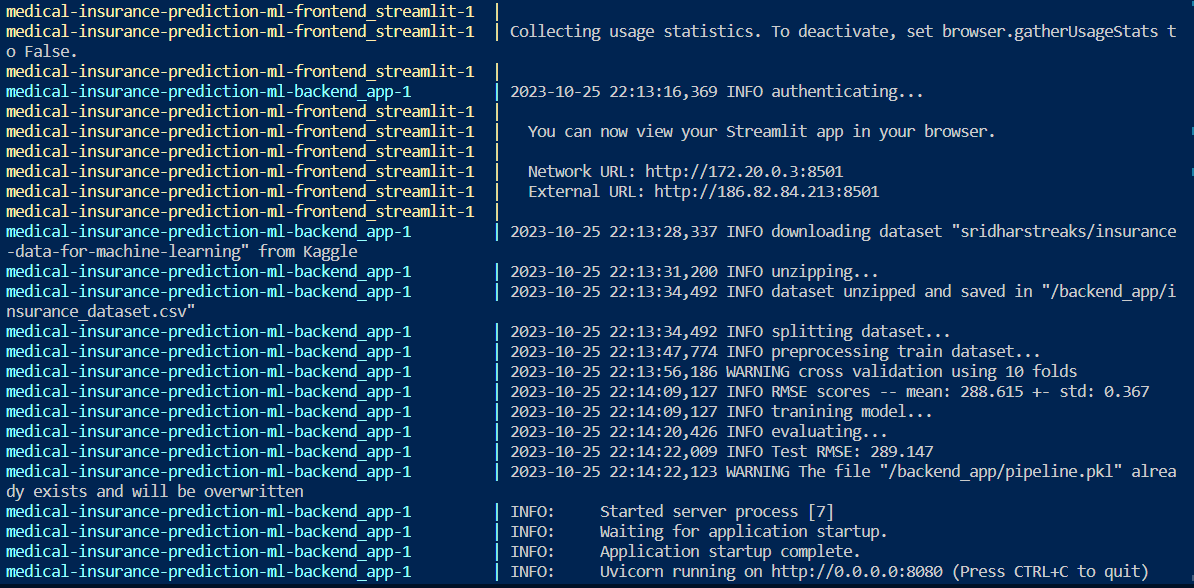 medical-insurance-prediction-ml-frontend_streamlit-1  |
medical-insurance-prediction-ml-frontend_streamlit-1  | Collecting usage statistics. To deactivate, set browser.gatherUsageStats t
o False.
medical-insurance-prediction-ml-frontend_streamlit-1  |
medical-insurance-prediction-ml-backend_app-1         | 2023-10-25 22:13:16,369 INFO authenticating...
medical-insurance-prediction-ml-frontend_streamlit-1  |
medical-insurance-prediction-ml-frontend_streamlit-1  |   You can now view your Streamlit app in your browser.
medical-insurance-prediction-ml-frontend_streamlit-1  |
medical-insurance-prediction-ml-frontend_streamlit-1  |   Network URL: http://172.20.0.3:8501
medical-insurance-prediction-ml-frontend_streamlit-1  |   External URL: http://186.82.84.213:8501
medical-insurance-prediction-ml-frontend_streamlit-1  |
medical-insurance-prediction-ml-backend_app-1         | 2023-10-25 22:13:28,337 INFO downloading dataset "sridharstreaks/insurance
-data-for-machine-learning" from Kaggle
medical-insurance-prediction-ml-backend_app-1         | 2023-10-25 22:13:31,200 INFO unzipping...
medical-insurance-prediction-ml-backend_app-1         | 2023-10-25 22:13:34,492 INFO dataset unzipped and saved in "/backend_app/i
nsurance_dataset.csv"
medical-insurance-prediction-ml-backend_app-1         | 2023-10-25 22:13:34,492 INFO splitting dataset...
medical-insurance-prediction-ml-backend_app-1         | 2023-10-25 22:13:47,774 INFO preprocessing train dataset...
medical-insurance-prediction-ml-backend_app-1         | 2023-10-25 22:13:56,186 WARNING cross validation using 10 folds
medical-insurance-prediction-ml-backend_app-1         | 2023-10-25 22:14:09,127 INFO RMSE scores -- mean: 288.615 +- std: 0.367
medical-insurance-prediction-ml-backend_app-1         | 2023-10-25 22:14:09,127 INFO tranining model...
medical-insurance-prediction-ml-backend_app-1         | 2023-10-25 22:14:20,426 INFO evaluating...
medical-insurance-prediction-ml-backend_app-1         | 2023-10-25 22:14:22,009 INFO Test RMSE: 289.147
medical-insurance-prediction-ml-backend_app-1         | 2023-10-25 22:14:22,123 WARNING The file "/backend_app/pipeline.pkl" alrea
dy exists and will be overwritten
medical-insurance-prediction-ml-backend_app-1         | INFO:     Started server process [7]
medical-insurance-prediction-ml-backend_app-1         | INFO:     Waiting for application startup.
medical-insurance-prediction-ml-backend_app-1         | INFO:     Application startup complete.
medical-insurance-prediction-ml-backend_app-1         | INFO:     Uvicorn running on http://0.0.0.0:8080 (Press CTRL+C to quit)